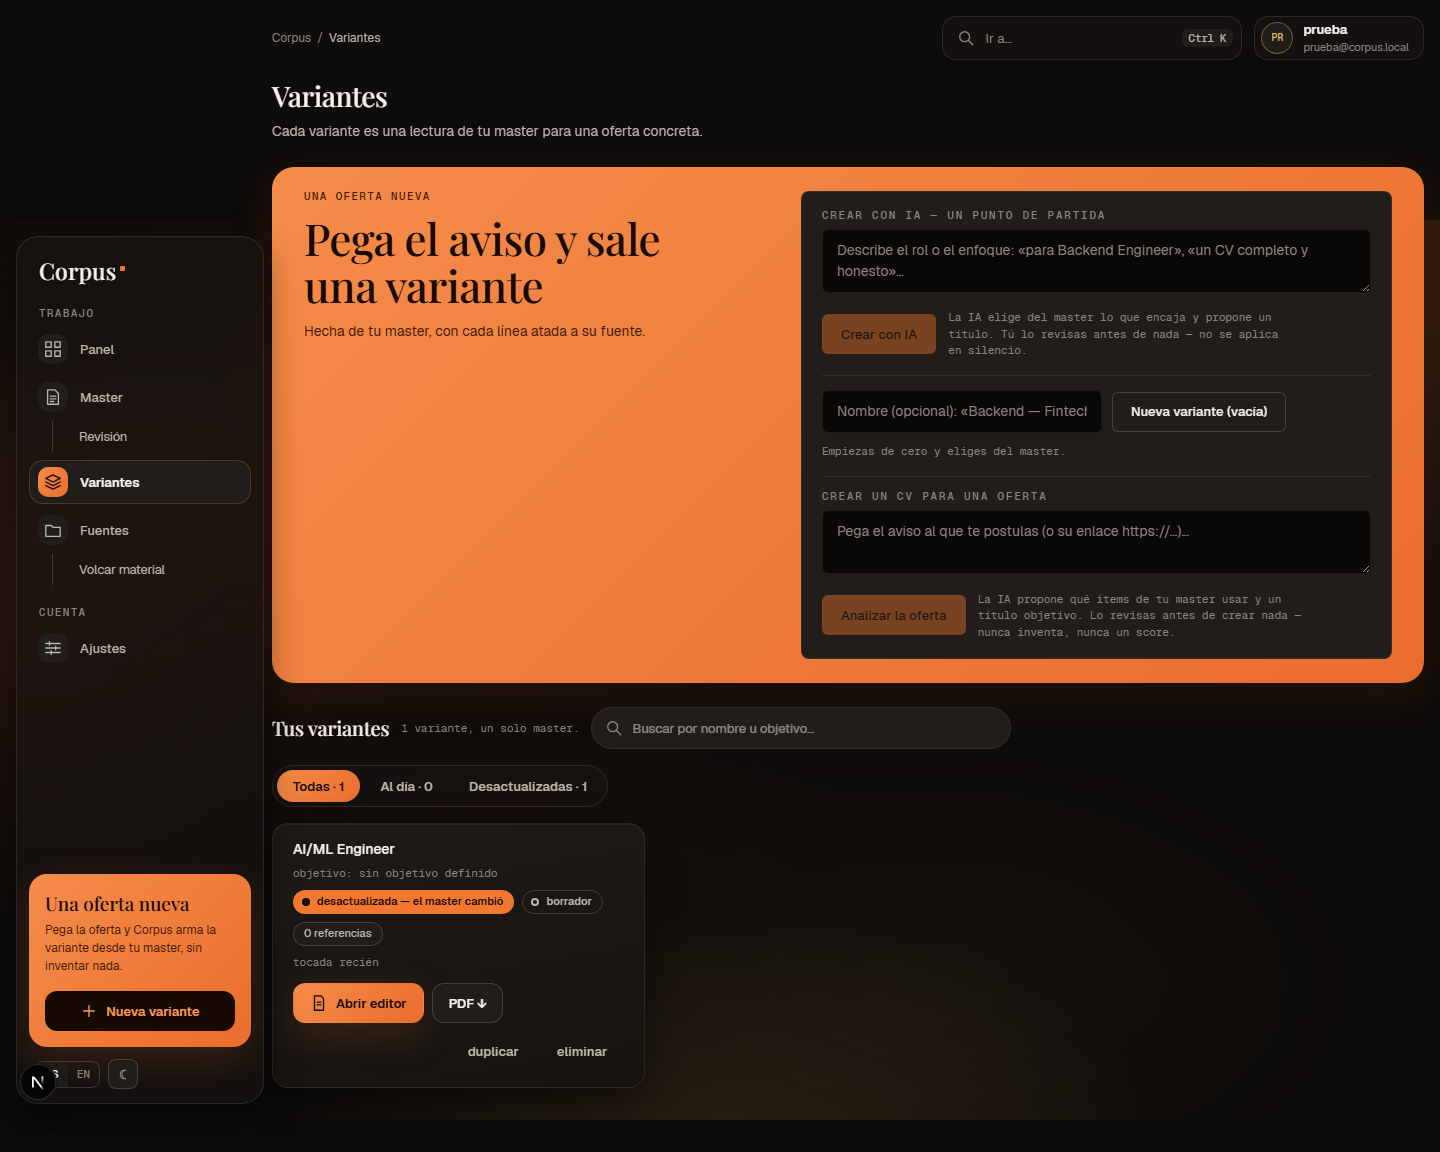 Corpus / Variantes
Ir a…
Ctrl K
PR
prueba
prueba@corpus.local
Variantes
Cada variante es una lectura de tu master para una oferta concreta.
Corpus
TRABAJO
Panel
Master
Revisión
Variantes
Fuentes
Volcar material
CUENTA
Ajustes
Una oferta nueva
Pega la oferta y Corpus arma la
variante desde tu master, sin
inventar nada.
Nueva variante
EN
UNA OFERTA NUEVA
Pega el aviso y sale
una variante
Hecha de tu master, con cada línea atada a su fuente.
CREAR CON IA — UN PUNTO DE PARTIDA
Describe el rol o el enfoque: «para Backend Engineer», «un CV completo y
honesto»…
Crear con IA
La IA elige del master lo que encaja y propone un
título. Tú lo revisas antes de nada — no se aplica
en silencio.
Nombre (opcional): «Backend — Fintech
Nueva variante (vacía)
Empiezas de cero y eliges del master.
CREAR UN CV PARA UNA OFERTA
Pega el aviso al que te postulas (o su enlace https://…)…
Analizar la oferta
La IA propone qué ítems de tu master usar y un
título objetivo. Lo revisas antes de crear nada —
nunca inventa, nunca un score.
Tus variantes
1 variante, un solo master.
Buscar por nombre u objetivo…
Todas · 1
Al día · 0
Desactualizadas · 1
AI/ML Engineer
objetivo: sin objetivo definido
desactualizada — el master cambió
borrador
0 referencias
tocada recién
Abrir editor
PDF ↓
duplicar
eliminar